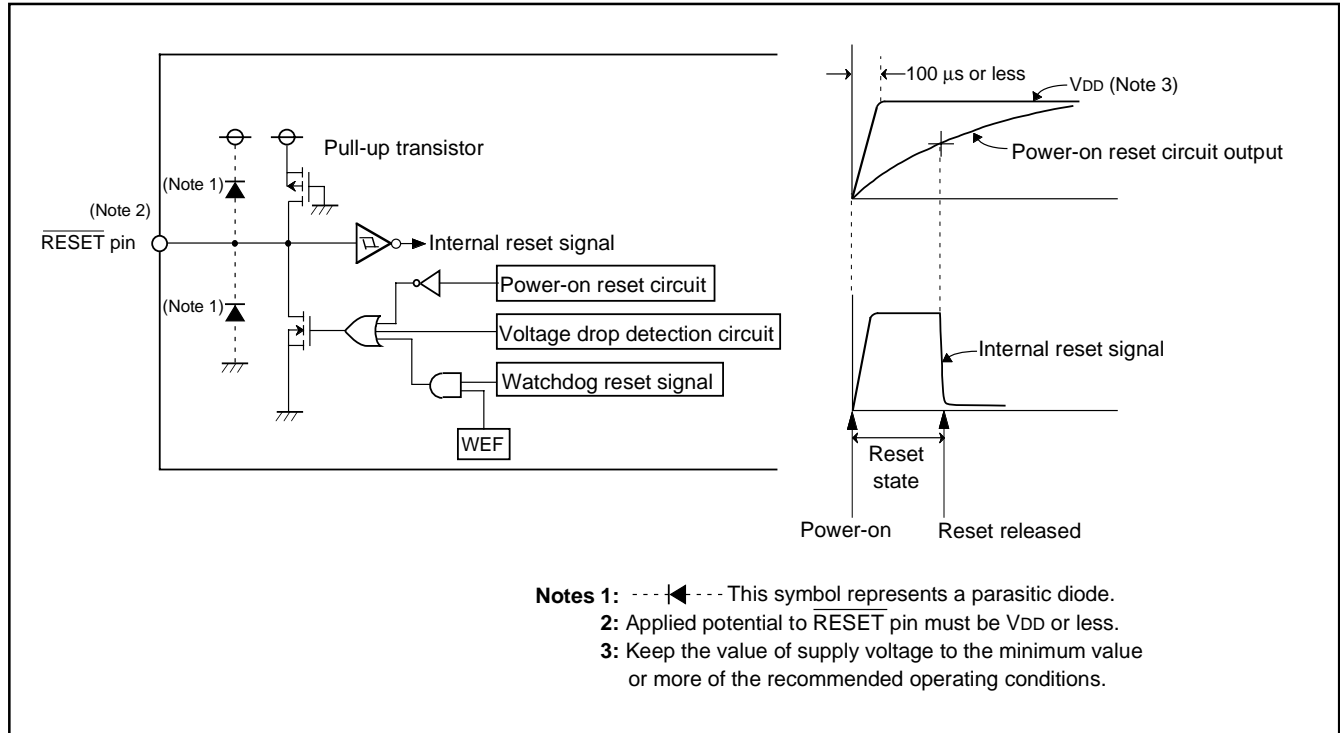 100 µs or less
VDD (Note 3)
Power-on reset circuit output
Pull-up transistor
(Note 1)
(Note 2)
RESET pin
Internal reset signal
Power-on reset circuit
(Note 1)
Voltage drop detection circuit
Watchdog reset signal
WEF
Internal reset signal
Reset
state
Power-on
Reset released
Notes 1: This symbol represents a parasitic diode.
2: Applied potential to RESET pin must be VDD or less.
3: Keep the value of supply voltage to the minimum value
or more of the recommended operating conditions.